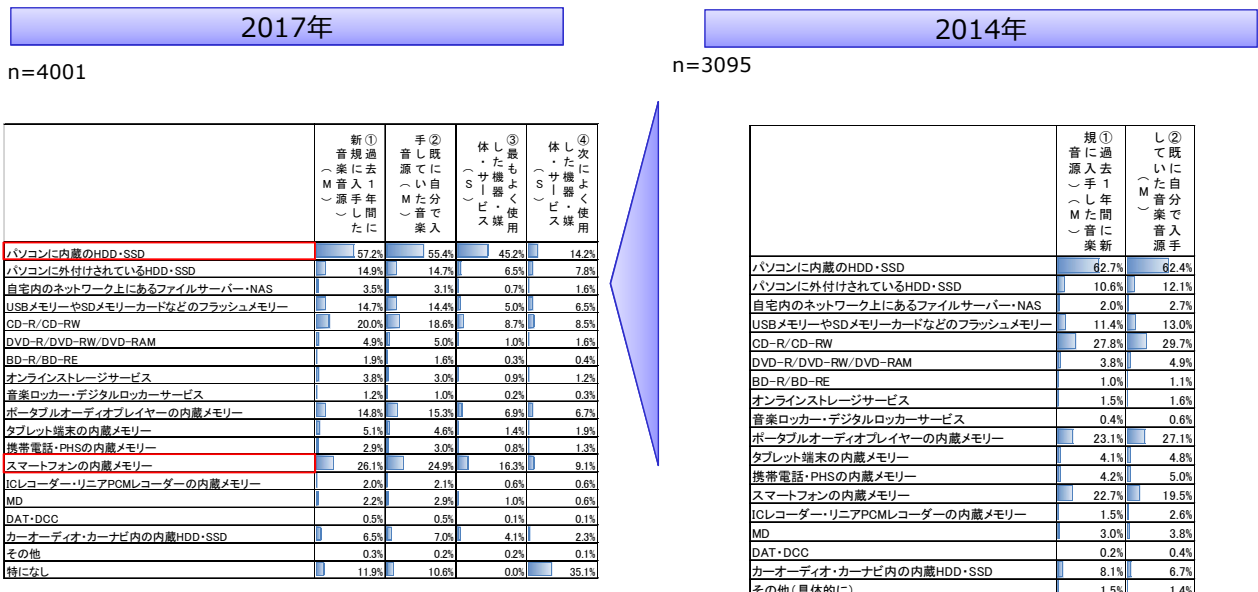 2017年
n=4001
①過去１年間に新規に入手した音楽音源（M）
②既に自分で入手していた音楽音源（M）
③最もよく使用した機器・媒体・サービス（S）
④次によく使用した機器・媒体・サービス（S）
パソコンに内蔵のHDD・SSD 57.2% 55.4% 45.2% 14.2%
パソコンに外付けされているHDD・SSD 14.9% 14.7% 6.5% 7.8%
自宅内のネットワーク上にあるファイルサーバー・NAS 3.5% 3.1% 0.7% 1.6%
USBメモリーやSDメモリーカードなどのフラッシュメモリー 14.7% 14.4% 5.0% 6.5%
CD-R/CD-RW 20.0% 18.6% 8.7% 8.5%
DVD-R/DVD-RW/DVD-RAM 4.9% 5.0% 1.0% 1.6%
BD-R/BD-RE 1.9% 1.6% 0.3% 0.4%
オンラインストレージサービス 3.8% 3.0% 0.9% 1.2%
音楽ロッカー・デジタルロッカーサービス 1.2% 1.0% 0.2% 0.3%
ポータブルオーディオプレイヤーの内蔵メモリー 14.8% 15.3% 6.9% 6.7%
タブレット端末の内蔵メモリー 5.1% 4.6% 1.4% 1.9%
携帯電話・PHSの内蔵メモリー 2.9% 3.0% 0.8% 1.3%
スマートフォンの内蔵メモリー 26.1% 24.9% 16.3% 9.1%
ICレコーダー・リニアPCMレコーダーの内蔵メモリー 2.0% 2.1% 0.6% 0.6%
MD 2.2% 2.9% 1.0% 0.6%
DAT・DCC 0.5% 0.5% 0.1% 0.1%
カーオーディオ・カーナビ内の内蔵HDD・SSD 6.5% 7.0% 4.1% 2.3%
その他 0.3% 0.2% 0.2% 0.1%
特になし 11.9% 10.6% 0.0% 35.1%
2014年
n=3095
①過去１年間に新規に入手した音楽音源（M）
②既に自分で入手していた音楽音源（M）
パソコンに内蔵のHDD・SSD 62.7% 62.4%
パソコンに外付けされているHDD・SSD 10.6% 12.1%
自宅内のネットワーク上にあるファイルサーバー・NAS 2.0% 2.7%
USBメモリーやSDメモリーカードなどのフラッシュメモリー 11.4% 13.0%
CD-R/CD-RW 27.8% 29.7%
DVD-R/DVD-RW/DVD-RAM 3.8% 4.9%
BD-R/BD-RE 1.0% 1.1%
オンラインストレージサービス 1.5% 1.6%
音楽ロッカー・デジタルロッカーサービス 0.4% 0.6%
ポータブルオーディオプレイヤーの内蔵メモリー 23.1% 27.1%
タブレット端末の内蔵メモリー 4.1% 4.8%
携帯電話・PHSの内蔵メモリー 4.2% 5.0%
スマートフォンの内蔵メモリー 22.7% 19.5%
ICレコーダー・リニアPCMレコーダーの内蔵メモリー 1.5% 2.6%
MD 3.0% 3.8%
DAT・DCC 0.2% 0.4%
カーオーディオ・カーナビ内の内蔵HDD・SSD 8.1% 6.7%
その他（具体的に） 1.5% 1.4%